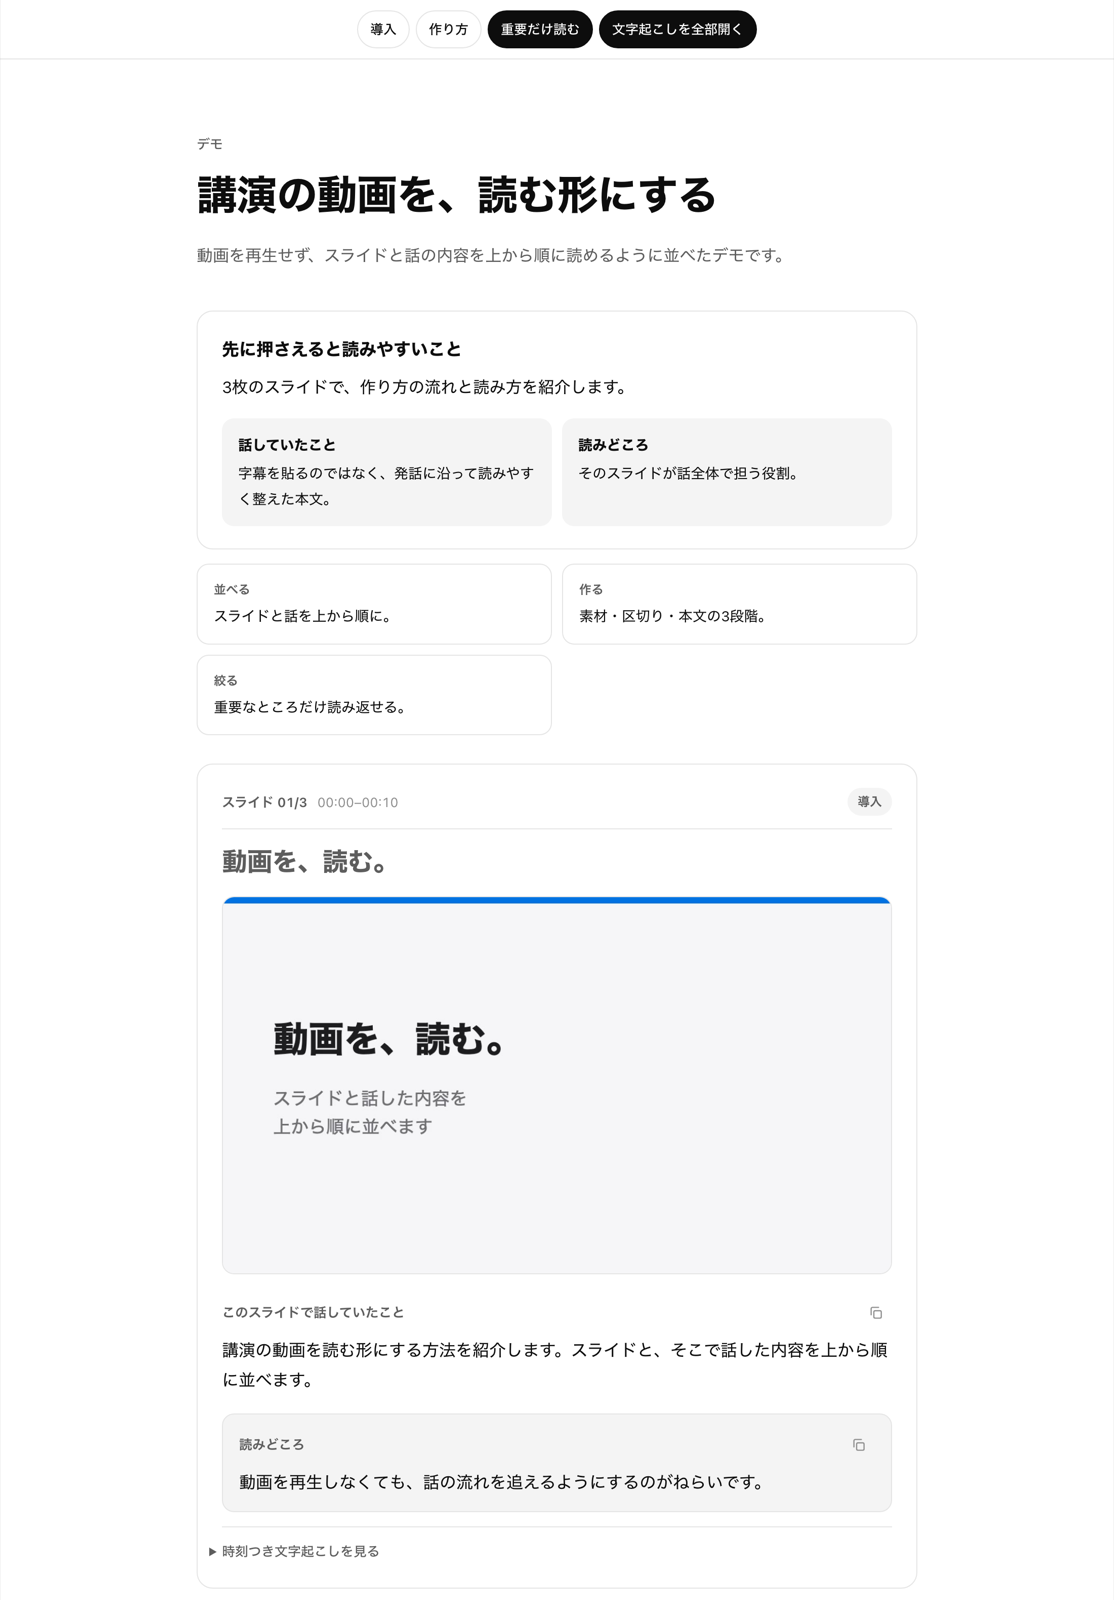 導入 作り方 重要だけ読む 文字起こしを全部開く
デモ
講演の動画を、読む形にする
動画を再生せず、スライドと話の内容を上から順に読めるように並べたデモです。
先に押さえると読みやすいこと
3枚のスライドで、作り方の流れと読み方を紹介します。
話していたこと
字幕を貼るのではなく、発話に沿って読みやす
く整えた本文。
読みどころ
そのスライドが話全体で担う役割。
並べる
スライドと話を上から順に。
作る
素材・区切り・本文の3段階。
絞る
重要なところだけ読み返せる。
スライド 01/3 00:00–00:10 導入
動画を、読む。
動画を、読む。
スライドと話した内容を
上から順に並べます
このスライドで話していたこと
講演の動画を読む形にする方法を紹介します。スライドと、そこで話した内容を上から順
に並べます。
読みどころ
動画を再生しなくても、話の流れを追えるようにするのがねらいです。
▶ 時刻つき文字起こしを見る